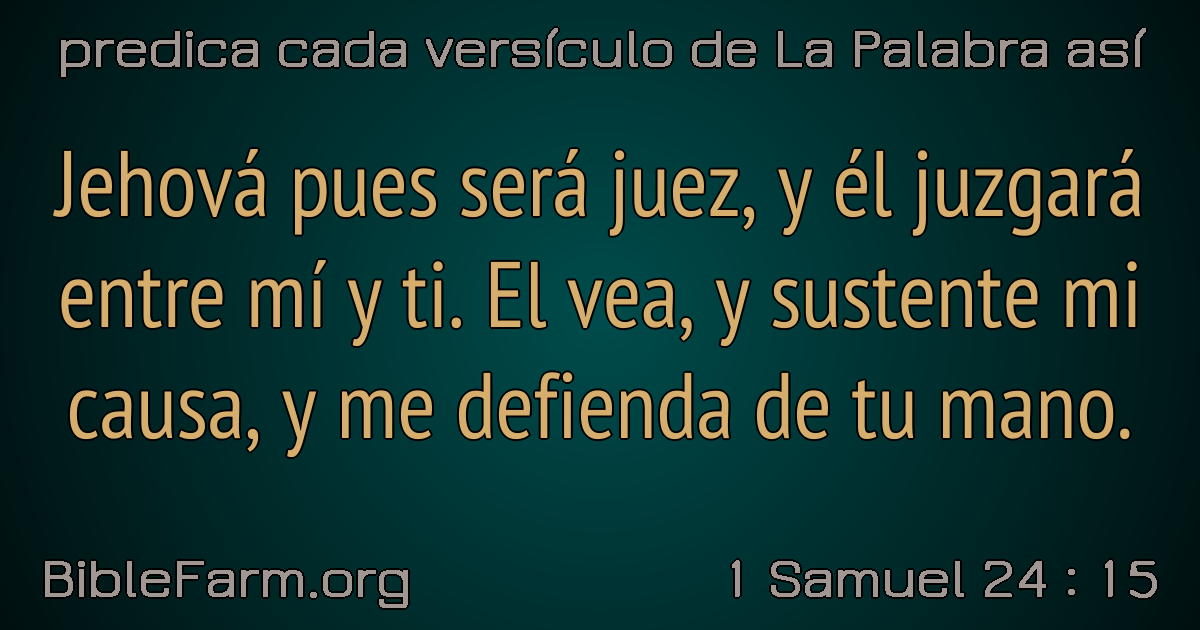 predica cada versículo de La Palabra así
Jehová pues será juez, y él juzgará
entre mí y ti. El vea, y sustente mi
causa, y me defienda de tu mano.
BibleFarm.org
1 Samuel 24 : 15